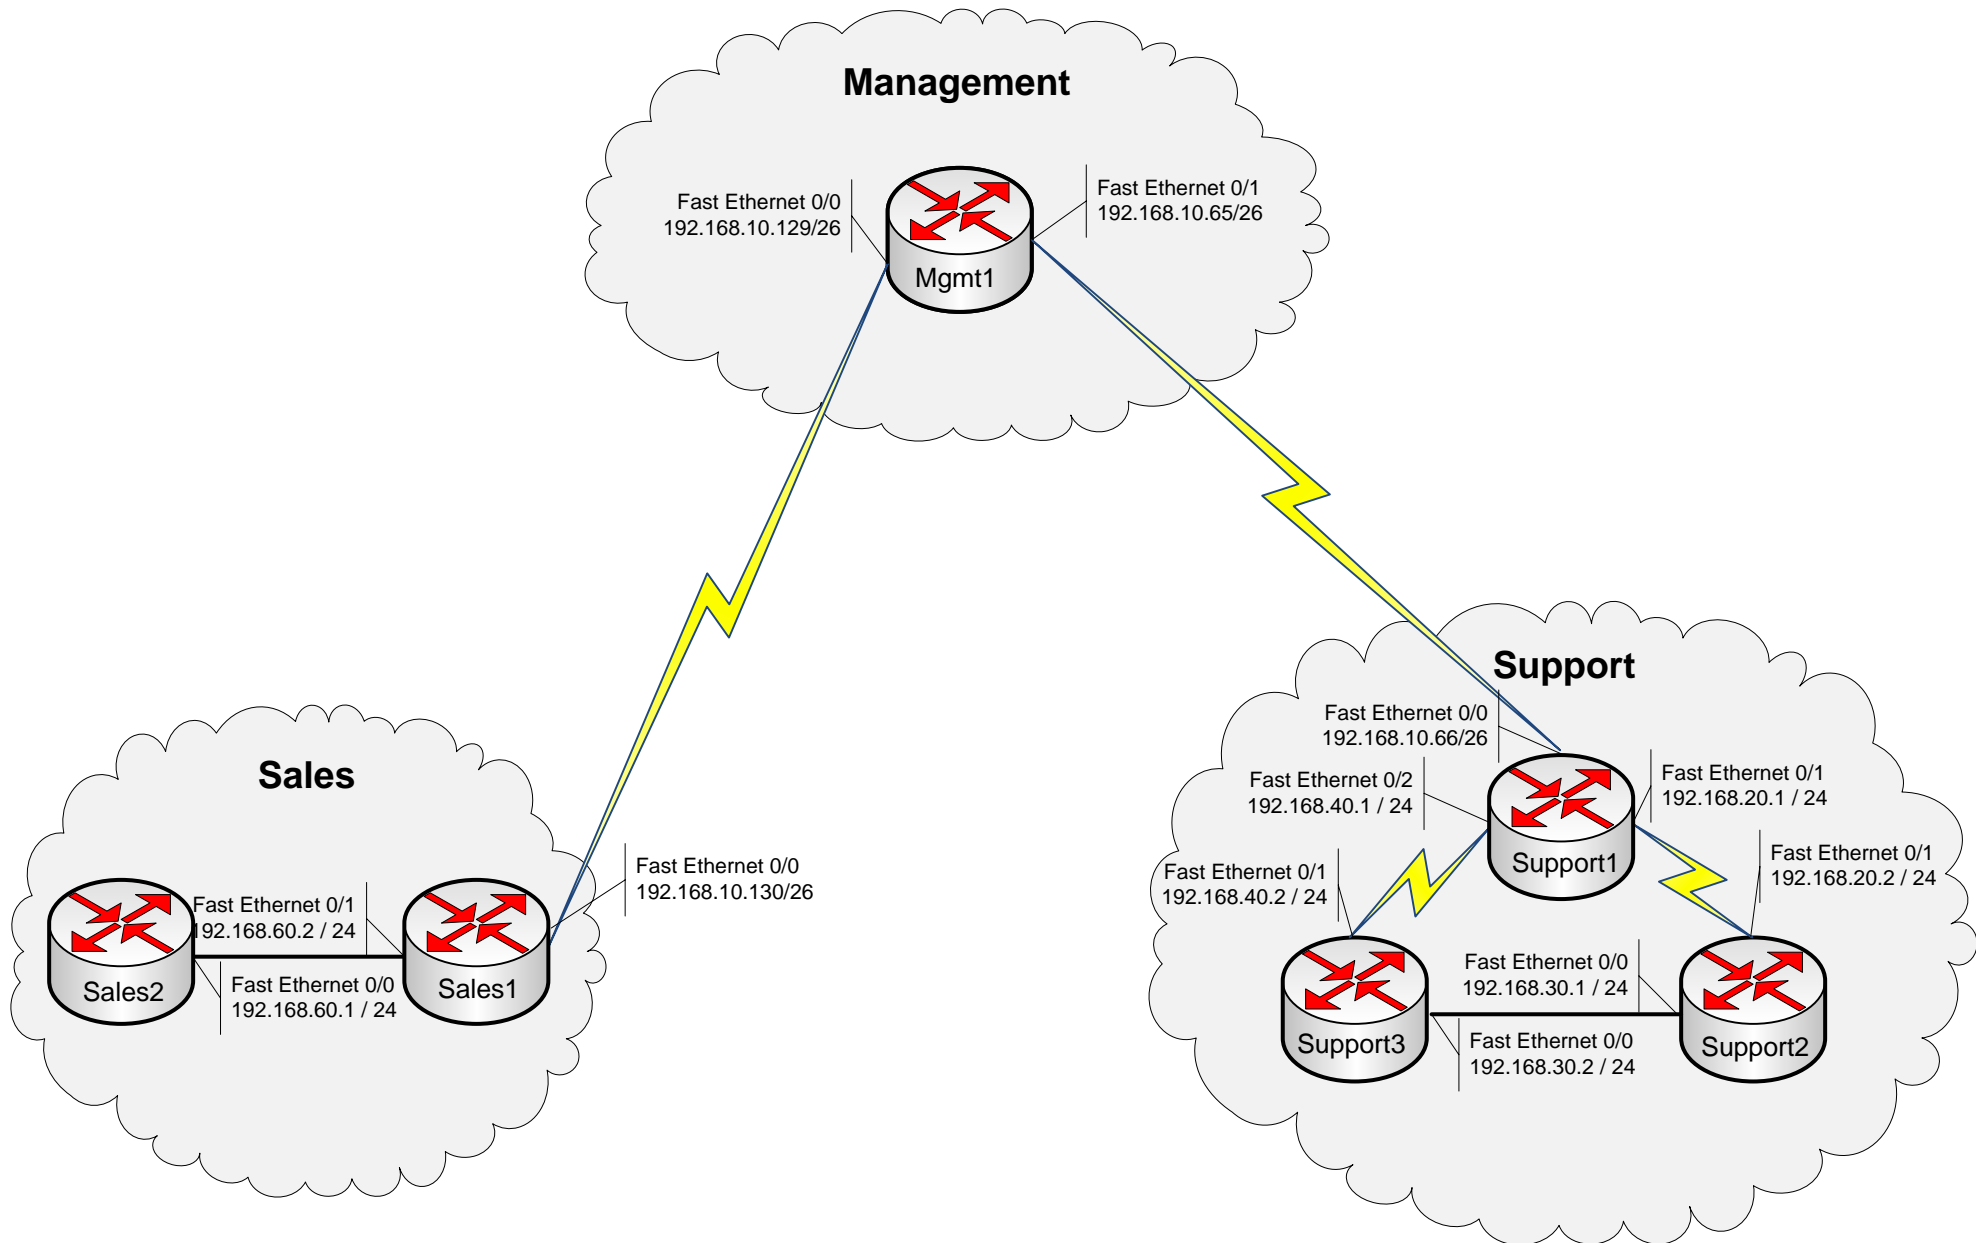 Management
Fast Ethernet 0/0
192.168.10.129/26
Fast Ethernet 0/1
192.168.10.65/26
Mgmt1
Support
Fast Ethernet 0/0
192.168.10.66/26
Fast Ethernet 0/2
192.168.40.1 / 24
Fast Ethernet 0/1
192.168.20.1 / 24
Support1
Fast Ethernet 0/1
192.168.40.2 / 24
Fast Ethernet 0/1
192.168.20.2 / 24
Fast Ethernet 0/0
192.168.30.1 / 24
Support3
Fast Ethernet 0/0
192.168.30.2 / 24
Support2
Sales
Fast Ethernet 0/0
192.168.10.130/26
Fast Ethernet 0/1
192.168.60.2 / 24
Sales2
Fast Ethernet 0/0
192.168.60.1 / 24
Sales1